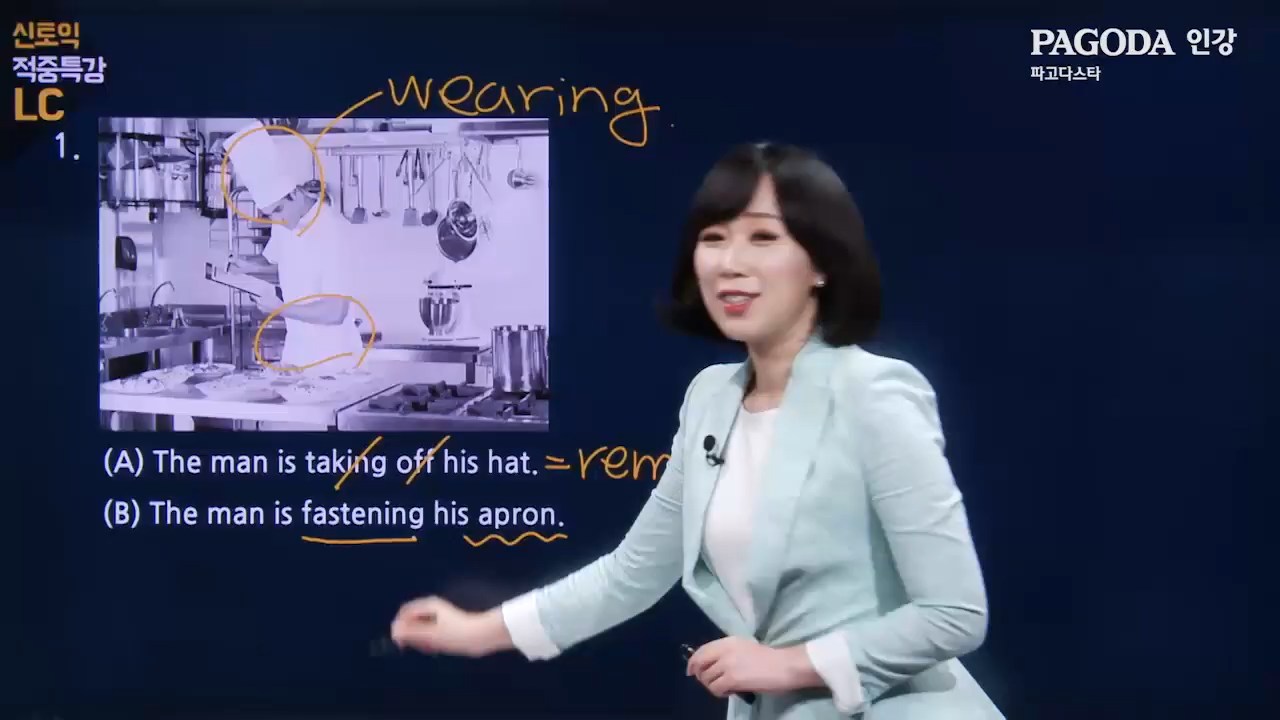 신토익
적중특강
LC
PAGODA 인강
파고다스타
wearing.
1.
(A) The man is taking off his hat. = rem
(B) The man is fastening his apron.